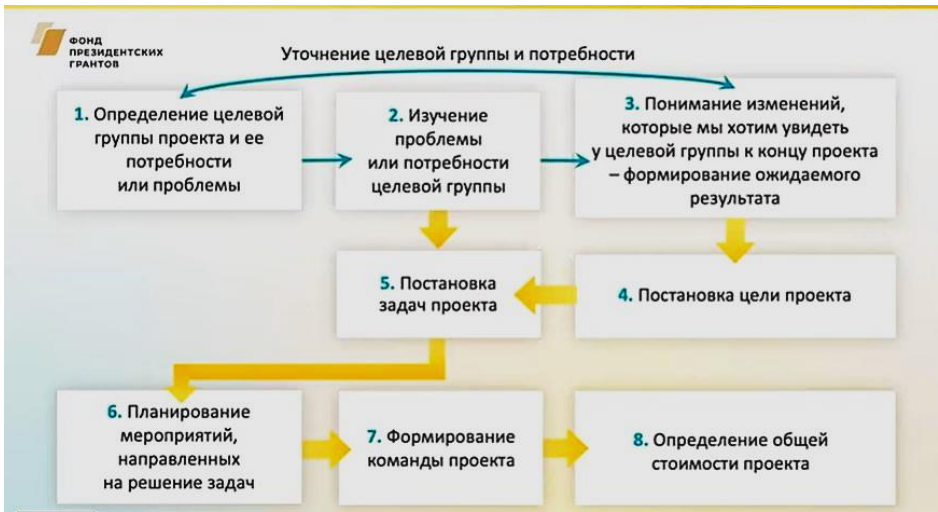 ФОНД
ПРЕЗИДЕНТСКИХ
ГРАНТОВ
Уточнение целевой группы и потребности
1. Определение целевой
группы проекта и ее
потребности
или проблемы
2. Изучение
проблемы
или потребности
целевой группы
3. Понимание изменений,
которые мы хотим увидеть
у целевой группы к концу проекта
– формирование ожидаемого
результата
4. Постановка цели проекта
5. Постановка
задач проекта
6. Планирование
мероприятий,
направленных
на решение задач
7. Формирование
команды проекта
8. Определение общей
стоимости проекта